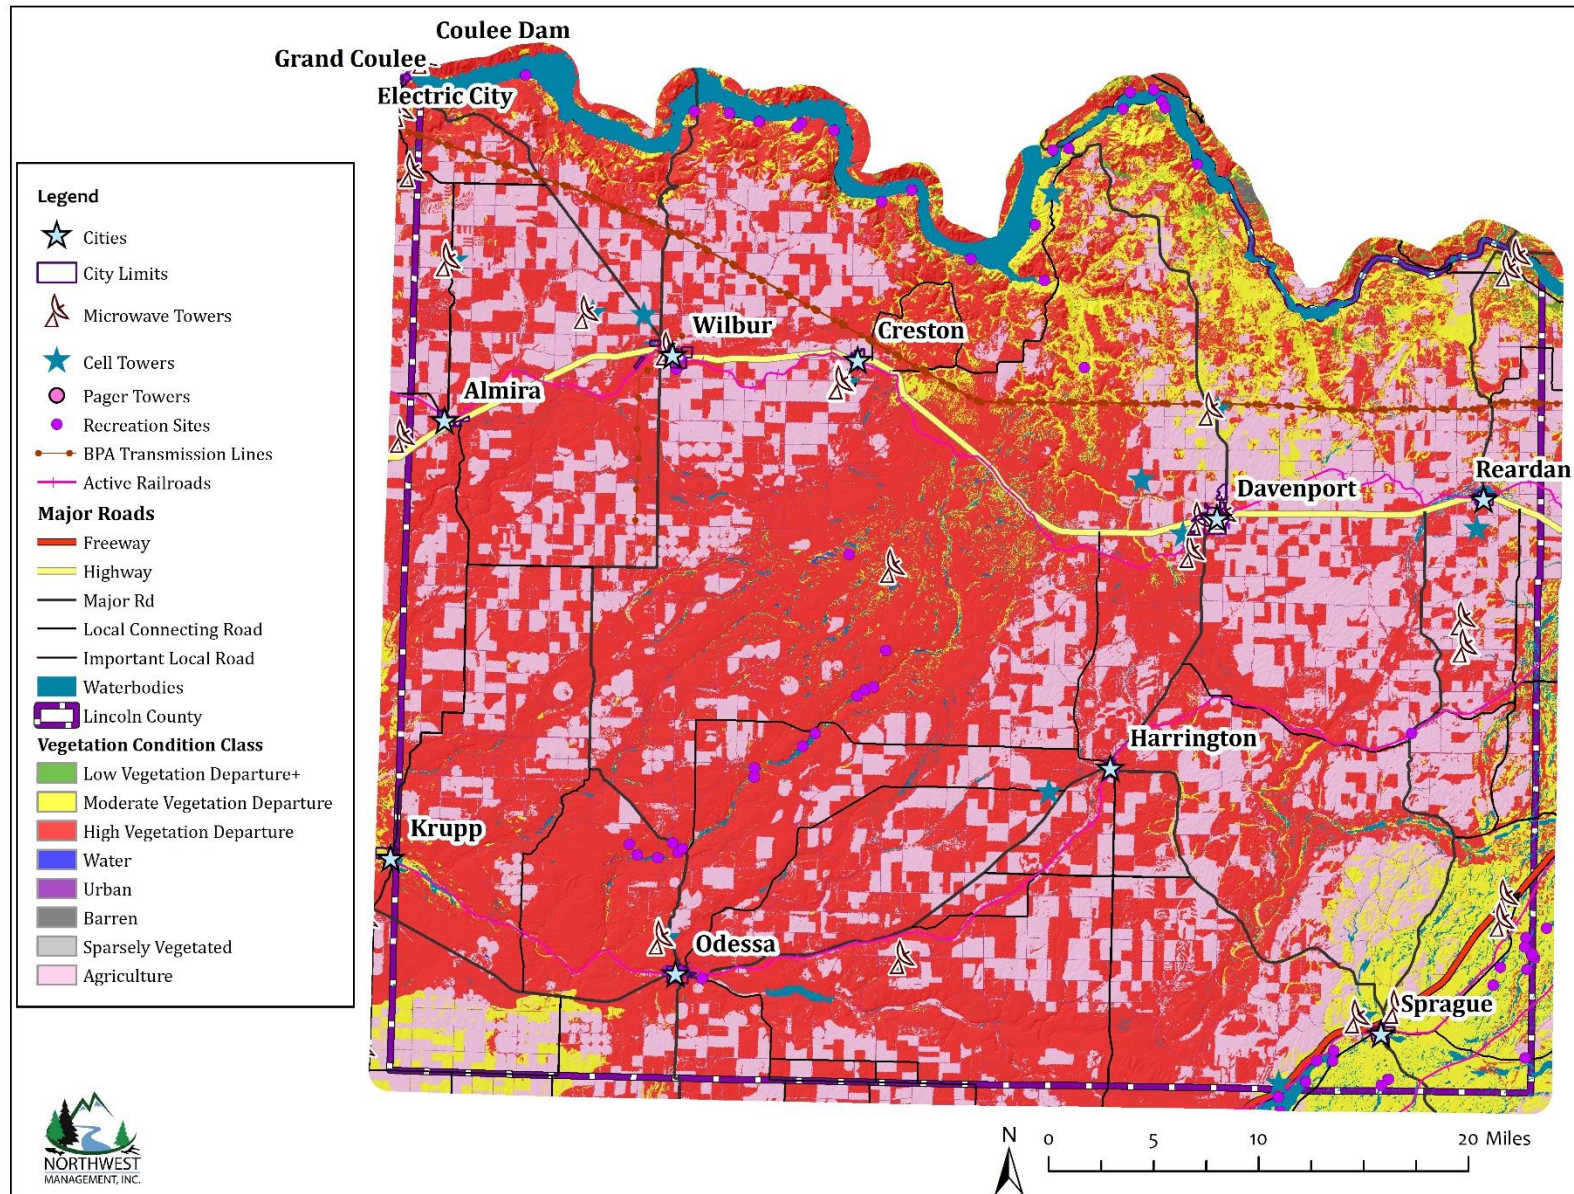 Coulee Dam
Grand Coulee
Electric City
Legend
Cities
City Limits
Microwave Towers
Cell Towers
Pager Towers
Recreation Sites
BPA Transmission Lines
Active Railroads
Major Roads
Freeway
Highway
Major Rd
Local Connecting Road
Important Local Road
Waterbodies
Lincoln County
Vegetation Condition Class
Low Vegetation Departure+
Moderate Vegetation Departure
High Vegetation Departure
Water
Urban
Barren
Sparsely Vegetated
Agriculture
Wilbur
Creston
Almira
Reardan
Davenport
Harrington
Krupp
Odessa
Sprague
NORTHWEST
MANAGEMENT, INC.
N
0 5 10 20 Miles